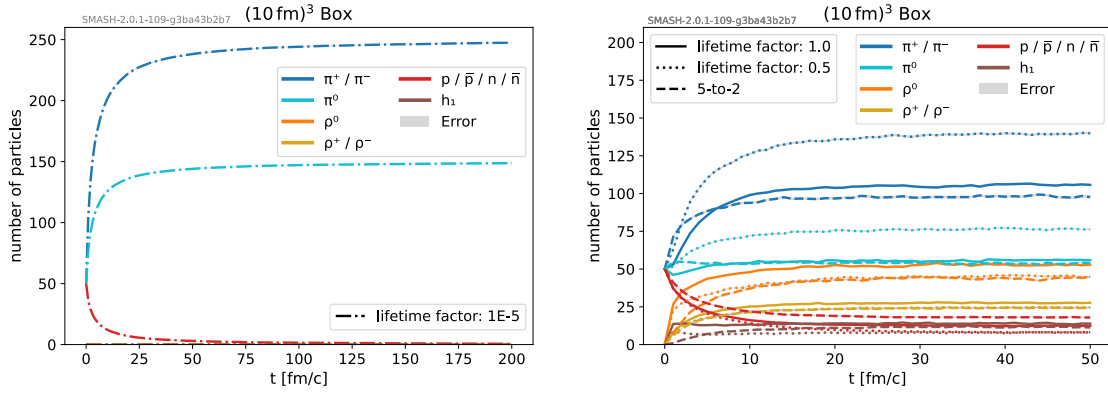 SMASH-2.0.1-109-g3ba43b2b7
(10 fm)³ Box
250
200
150
100
50
0
number of particles
π⁺ / π⁻
π⁰
ρ⁰
ρ⁺ / ρ⁻
p / p̅ / n / n̅
h₁
Error
lifetime factor: 1E-5
0 25 50 75 100 125 150 175 200
t [fm/c]
SMASH-2.0.1-109-g3ba43b2b7
(10 fm)³ Box
200
175
150
125
100
75
50
25
0
number of particles
lifetime factor: 1.0
lifetime factor: 0.5
5-to-2
π⁺ / π⁻
π⁰
ρ⁰
ρ⁺ / ρ⁻
p / p̅ / n / n̅
h₁
Error
0 10 20 30 40 50
t [fm/c]